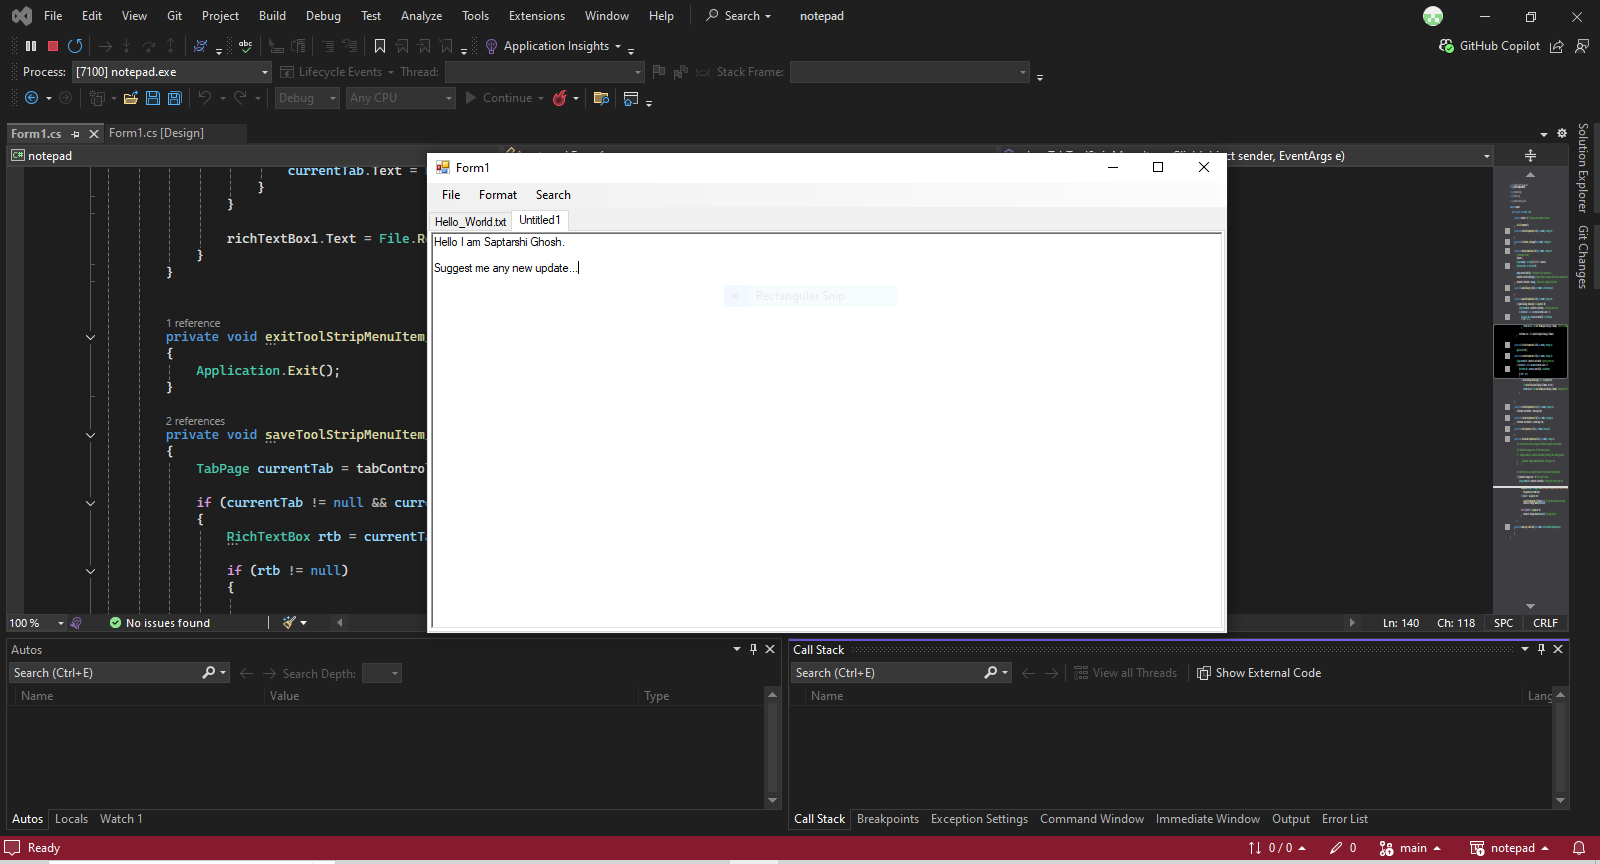 File Edit View Git Project Build Debug Test Analyze Tools Extensions Window Help Search notepad
abc Application Insights GitHub Copilot
Process: [7100] notepad.exe Lifecycle Events Thread: Stack Frame:
Debug Any CPU Continue
Form1.cs Form1.cs [Design]
C# notepad
sender, EventArgs e)
currentTab.Text =
}
}
richTextBox1.Text = File.R
}
}
1 reference
private void exitToolStripMenuItem
{
Application.Exit();
}
2 references
private void saveToolStripMenuItem
{
TabPage currentTab = tabControl
if (currentTab != null && curr
{
RichTextBox rtb = currentTa
if (rtb != null)
{
Form1
File Format Search
Hello_World.txt Untitled1
Hello I am Saptarshi Ghosh.
Suggest me any new update...
Rectangular Snip
Solution Explorer
Git Changes
100 % No issues found Ln: 140 Ch: 118 SPC CRLF
Autos
Search (Ctrl+E) Search Depth:
Name Value Type
Autos Locals Watch 1
Call Stack
Search (Ctrl+E) View all Threads Show External Code
Name Lang
Call Stack Breakpoints Exception Settings Command Window Immediate Window Output Error List
Ready 0 / 0 0 main notepad